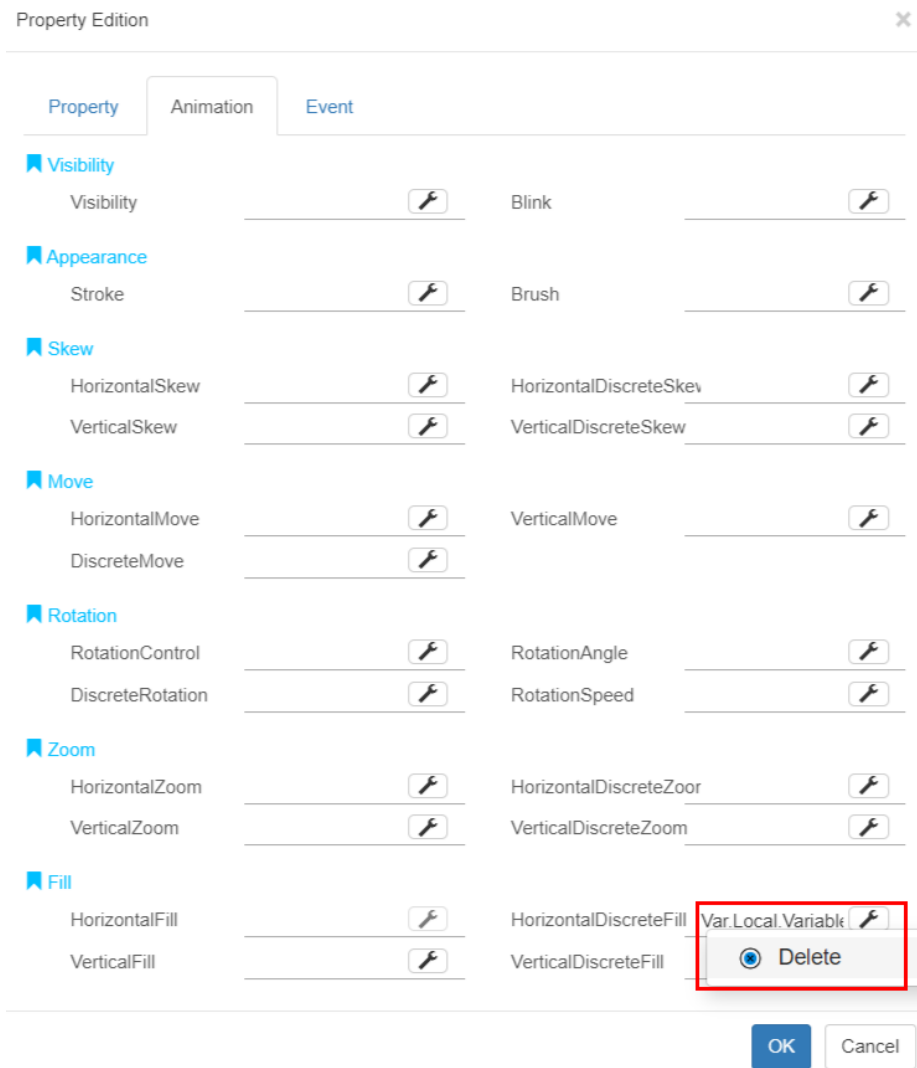 Property Edition ×
Property Animation Event
Visibility
Visibility Blink
Appearance
Stroke Brush
Skew
HorizontalSkew HorizontalDiscreteSkew
VerticalSkew VerticalDiscreteSkew
Move
HorizontalMove VerticalMove
DiscreteMove
Rotation
RotationControl RotationAngle
DiscreteRotation RotationSpeed
Zoom
HorizontalZoom HorizontalDiscreteZoom
VerticalZoom VerticalDiscreteZoom
Fill
HorizontalFill HorizontalDiscreteFill Var.Local.Variable
Delete
VerticalFill VerticalDiscreteFill
OK Cancel